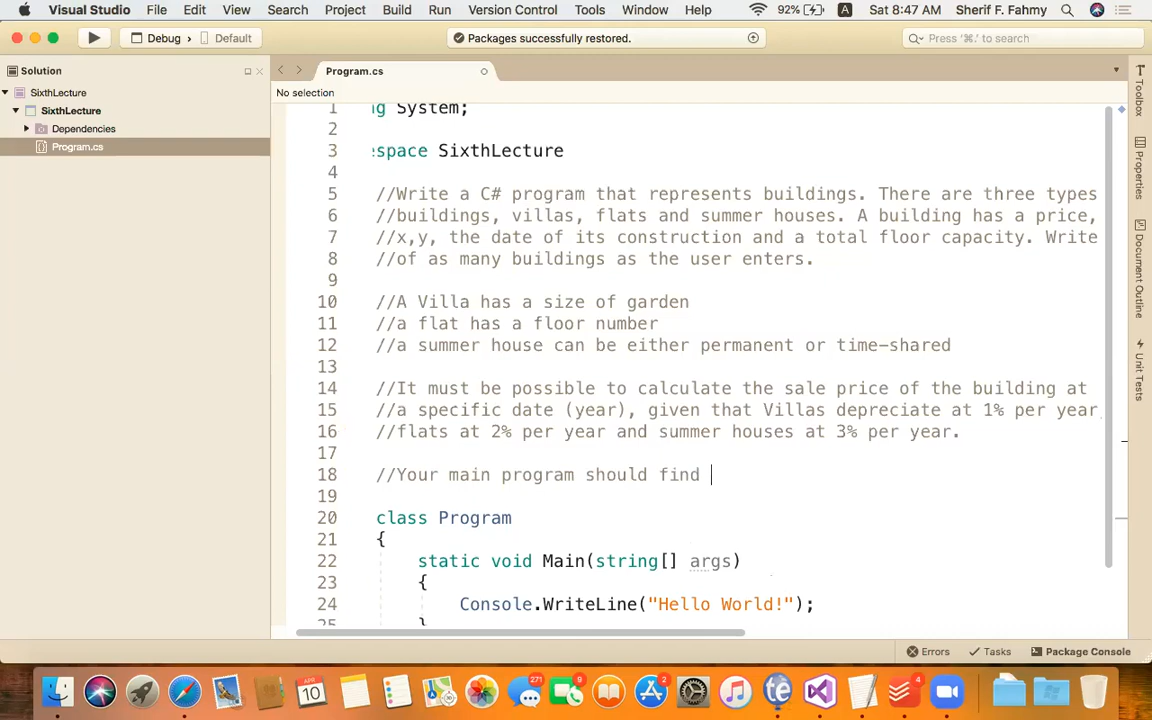 Visual Studio File Edit View Search Project Build Run Version Control Tools Window Help 92% A Sat 8:47 AM Sherif F. Fahmy
Debug › Default Packages successfully restored. Press '⌘.' to search
Solution Program.cs
No selection
SixthLecture
SixthLecture
Dependencies
Program.cs
1 ng System;
2
3 espace SixthLecture
4
5 //Write a C# program that represents buildings. There are three types
6 //buildings, villas, flats and summer houses. A building has a price,
7 //x,y, the date of its construction and a total floor capacity. Write
8 //of as many buildings as the user enters.
9
10 //A Villa has a size of garden
11 //a flat has a floor number
12 //a summer house can be either permanent or time-shared
13
14 //It must be possible to calculate the sale price of the building at
15 //a specific date (year), given that Villas depreciate at 1% per year
16 //flats at 2% per year and summer houses at 3% per year.
17
18 //Your main program should find
19
20 class Program
21 {
22 static void Main(string[] args)
23 {
24 Console.WriteLine("Hello World!");
25 }
Toolbox
Properties
Document Outline
Unit Tests
Errors Tasks Package Console
APR
10
271
9
2
4